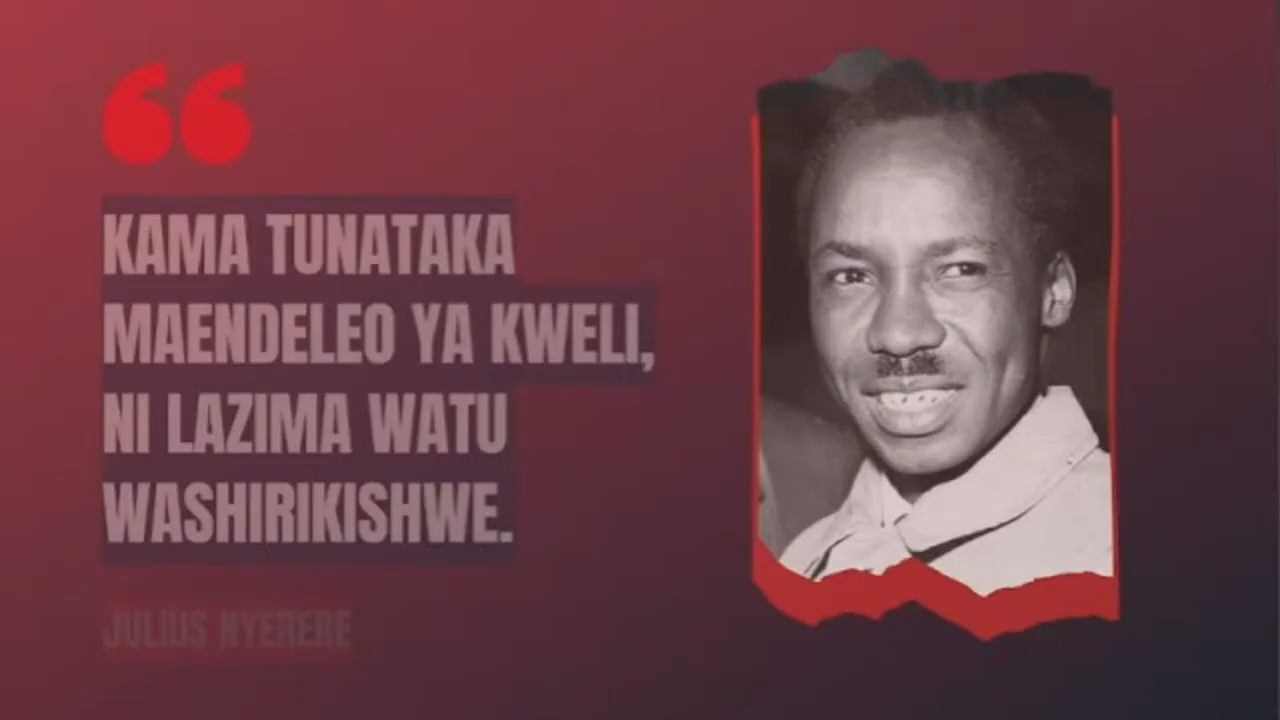 KAMA TUNATAKA
MAENDELEO YA KWELI,
NI LAZIMA WATU
WASHIRIKISHWE.
JULIUS NYERERE